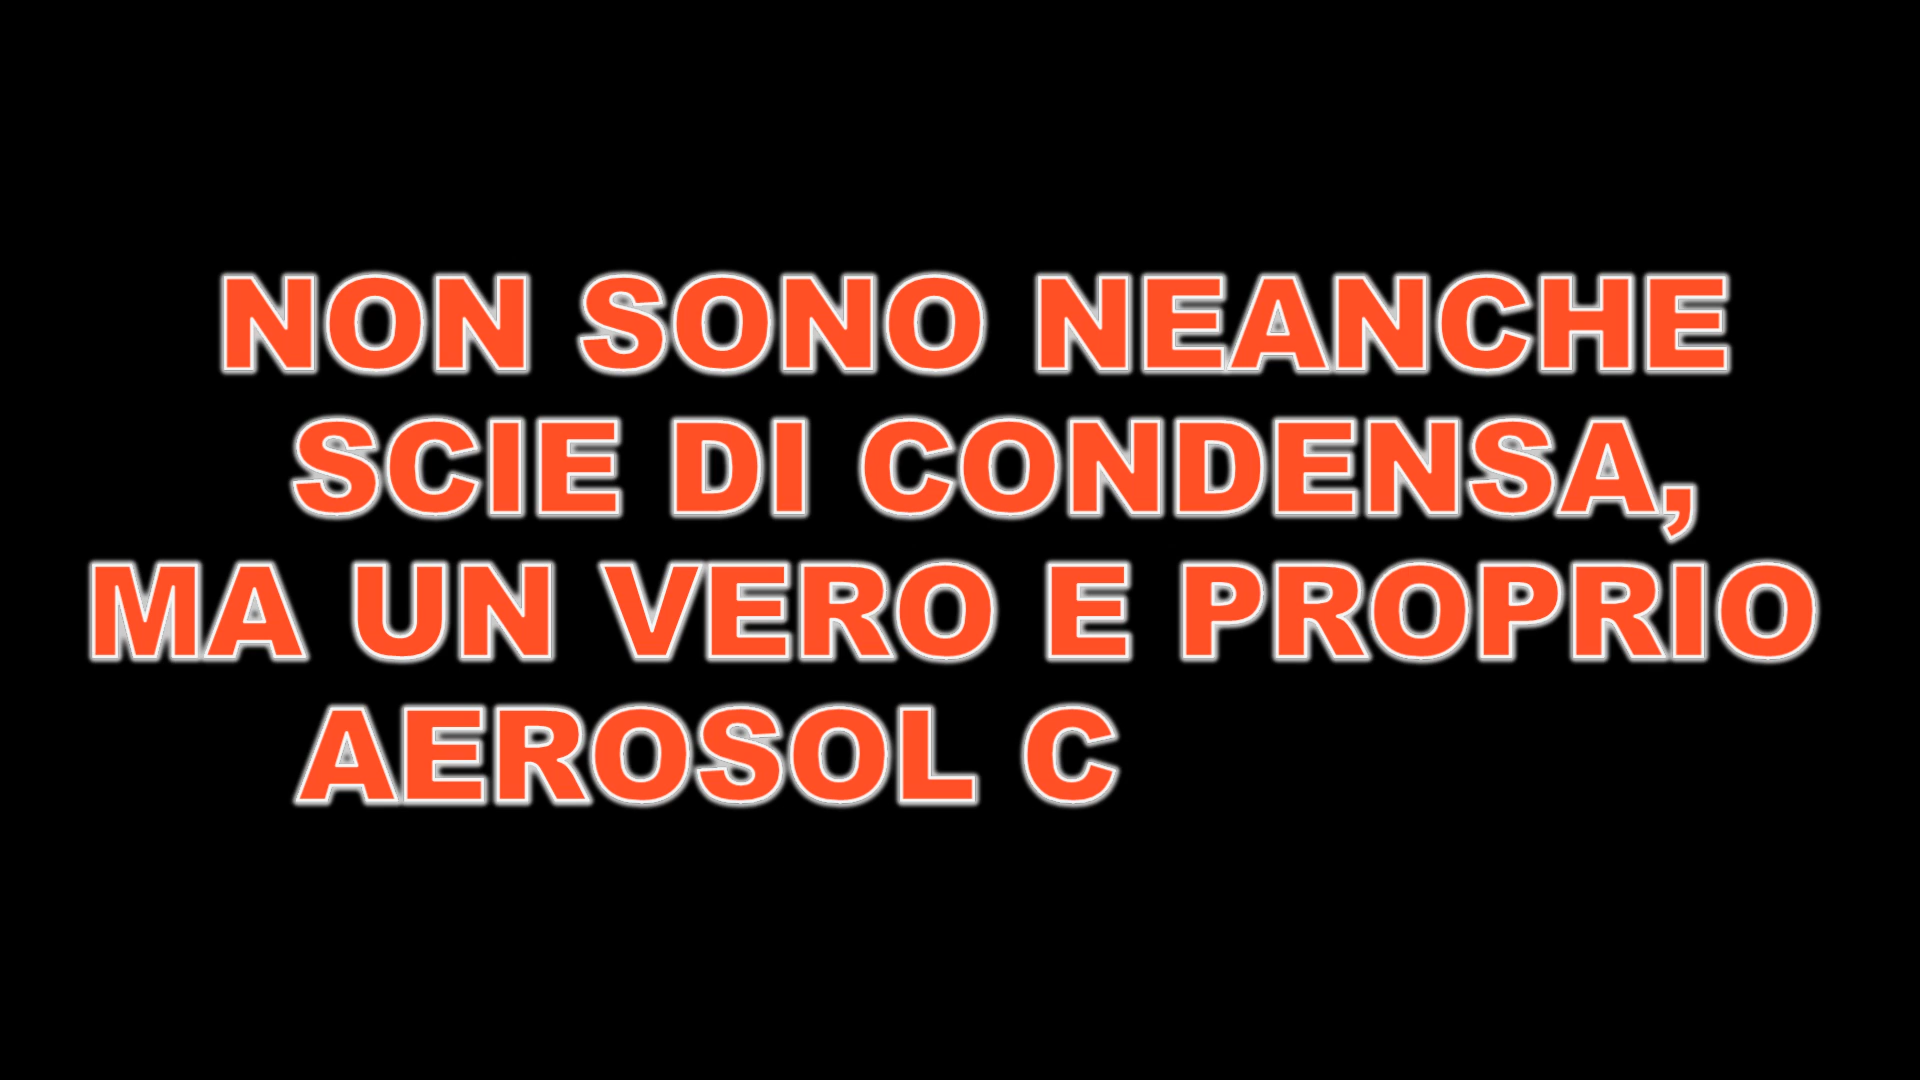 NON SONO NEANCHE
SCIE DI CONDENSA,
MA UN VERO E PROPRIO
AEROSOL C